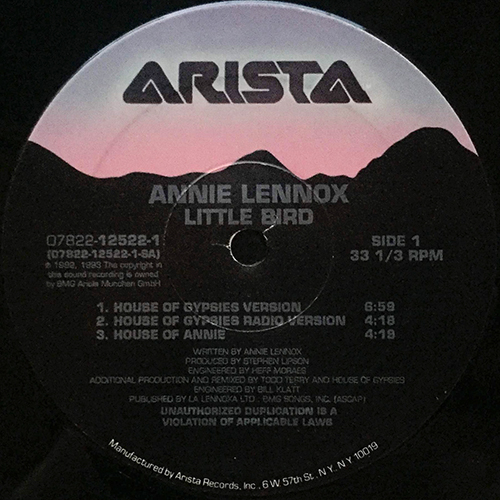 ARISTA
ANNIE LENNOX
LITTLE BIRD
07822-12522-1
(07822-12522-1-SA)
℗ 1992, 1993 The copyright in
this sound recording is owned
by BMG Ariola Munchen GmbH
SIDE 1
33 1/3 RPM
1. HOUSE OF GYPSIES VERSION 6:59
2. HOUSE OF GYPSIES RADIO VERSION 4:18
3. HOUSE OF ANNIE 4:19
WRITTEN BY ANNIE LENNOX
PRODUCED BY STEPHEN LIPSON
ENGINEERED BY HEFF MORAES
ADDITIONAL PRODUCTION AND REMIXED BY TODD TERRY AND HOUSE OF GYPSIES
ENGINEERED BY BILL KLATT
PUBLISHED BY LA LENNOXA LTD., BMG SONGS, INC. (ASCAP)
UNAUTHORIZED DUPLICATION IS A
VIOLATION OF APPLICABLE LAWS
Manufactured by Arista Records, Inc., 6 W 57th St., N.Y. N.Y 10019